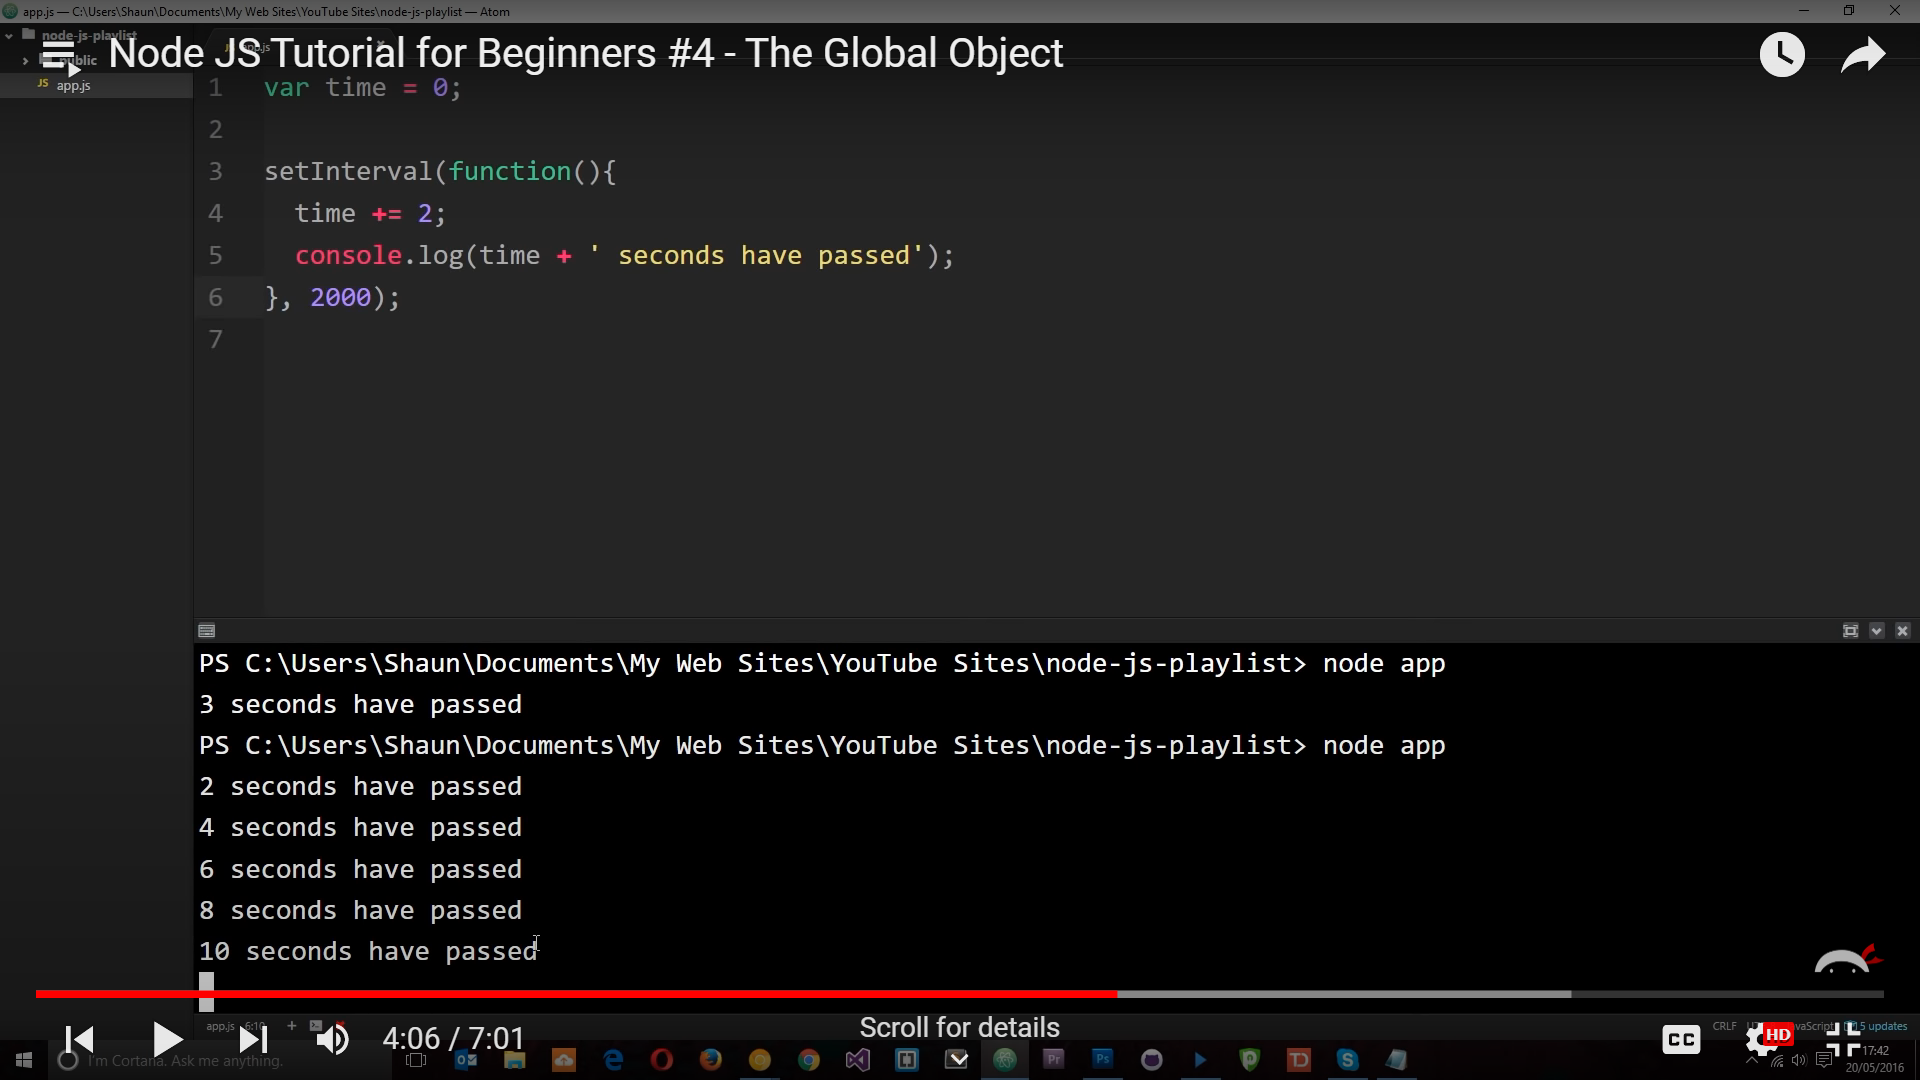 app.js — C:\Users\Shaun\Documents\My Web Sites\YouTube Sites\node-js-playlist — Atom
node-js-playlist
Node JS Tutorial for Beginners #4 - The Global Object
public
app.js
1 var time = 0;
2
3 setInterval(function(){
4 time += 2;
5 console.log(time + ' seconds have passed');
6 }, 2000);
7
PS C:\Users\Shaun\Documents\My Web Sites\YouTube Sites\node-js-playlist> node app
3 seconds have passed
PS C:\Users\Shaun\Documents\My Web Sites\YouTube Sites\node-js-playlist> node app
2 seconds have passed
4 seconds have passed
6 seconds have passed
8 seconds have passed
10 seconds have passed
app.js 6:10
4:06 / 7:01
Scroll for details
CC
HD
CRLF
5 updates
I'm Cortana. Ask me anything.
Pr
Ps
TD
17:42
20/05/2016